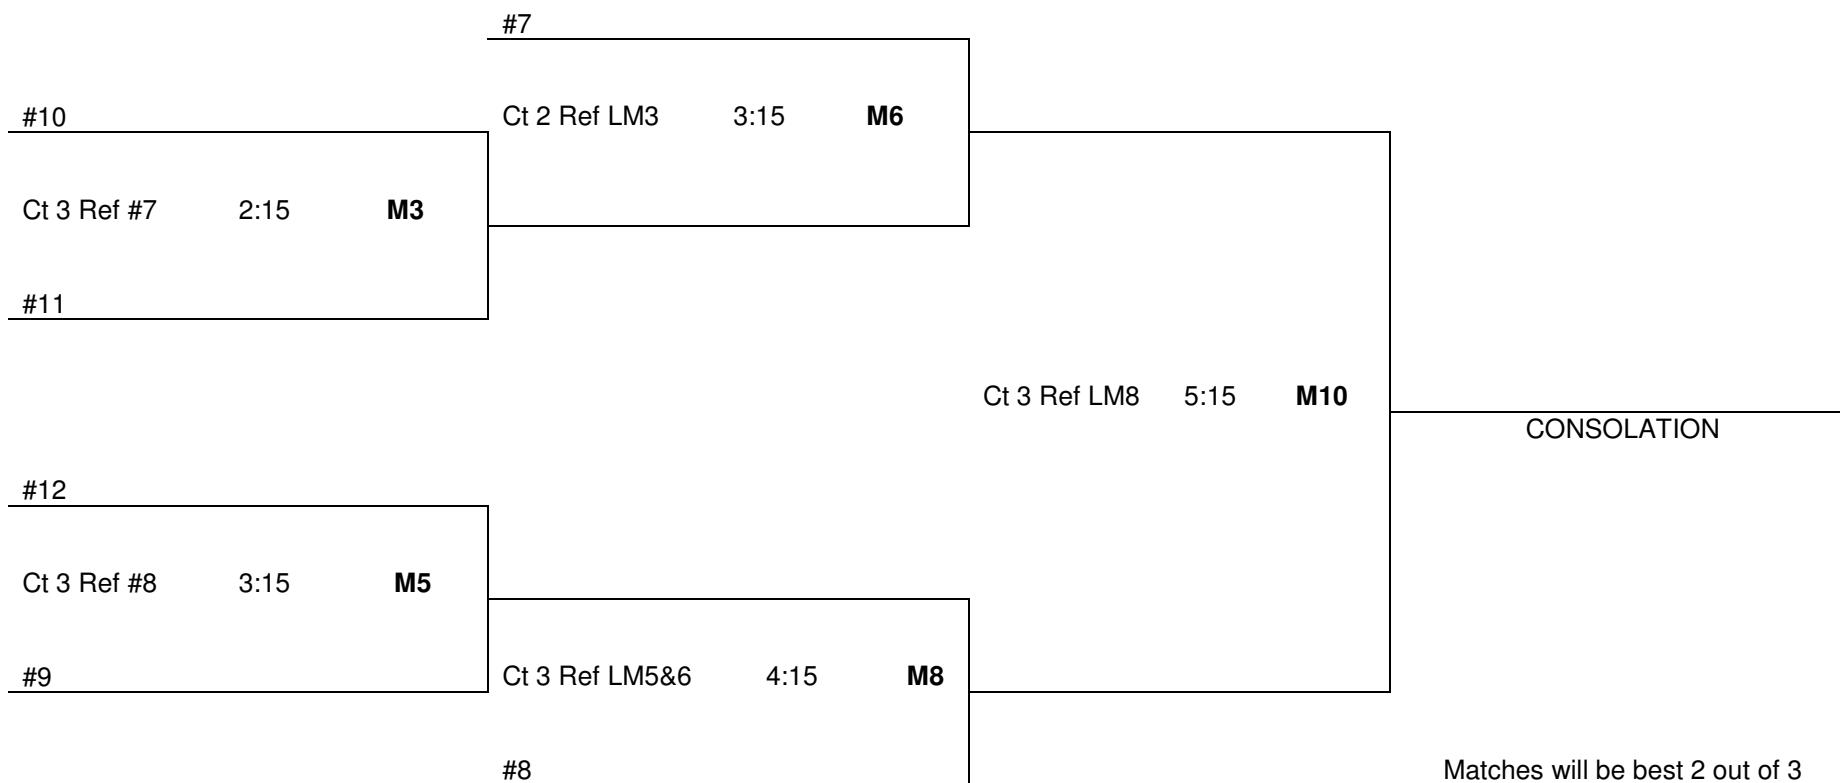 #7
#10
Ct 2 Ref LM3 3:15 M6
Ct 3 Ref #7 2:15 M3
#11
Ct 3 Ref LM8 5:15 M10
CONSOLATION
#12
Ct 3 Ref #8 3:15 M5
#9
Ct 3 Ref LM5&6 4:15 M8
#8
Matches will be best 2 out of 3